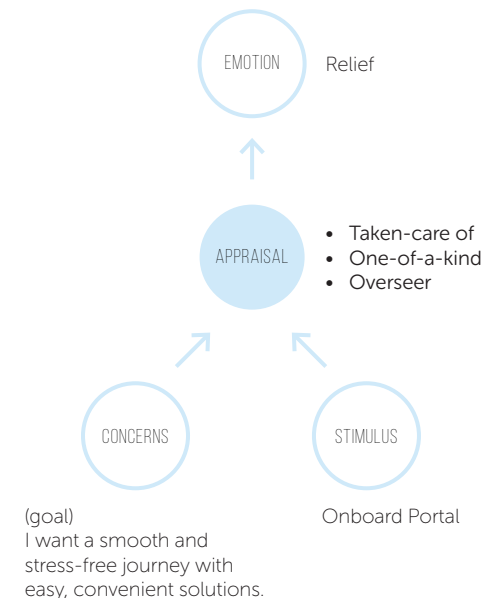 EMOTION
Relief
APPRAISAL
• Taken-care of
• One-of-a-kind
• Overseer
CONCERNS
STIMULUS
(goal)
I want a smooth and
stress-free journey with
easy, convenient solutions.
Onboard Portal